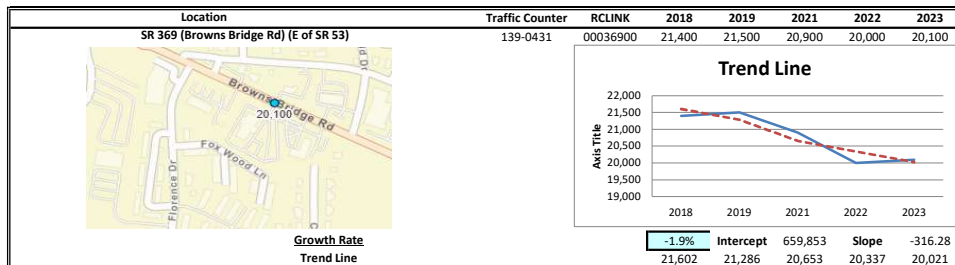 Location Traffic Counter RCLINK 2018 2019 2021 2022 2023
SR 369 (Browns Bridge Rd) (E of SR 53) 139-0431 00036900 21,400 21,500 20,900 20,000 20,100
Browns Bridge Rd
20,100
Fox Wood Ln
Florence Dr
Trend Line
Axis Title
22,000
21,500
21,000
20,500
20,000
19,500
19,000
2018 2019 2021 2022 2023
Growth Rate -1.9% Intercept 659,853 Slope -316.28
Trend Line 21,602 21,286 20,653 20,337 20,021